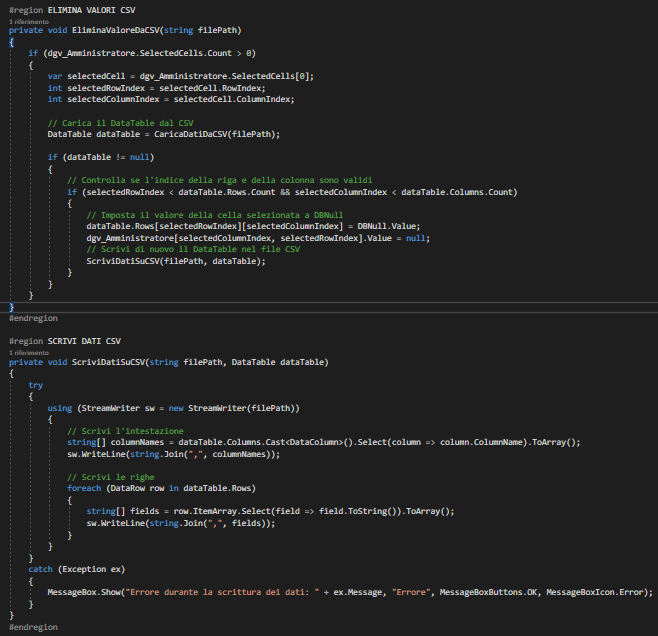 #region ELIMINA VALORI CSV
1 riferimento
private void EliminaValoreDaCSV(string filePath)
{
    if (dgv_Amministratore.SelectedCells.Count > 0)
    {
        var selectedCell = dgv_Amministratore.SelectedCells[0];
        int selectedRowIndex = selectedCell.RowIndex;
        int selectedColumnIndex = selectedCell.ColumnIndex;

        // Carica il DataTable dal CSV
        DataTable dataTable = CaricaDatiDaCSV(filePath);

        if (dataTable != null)
        {
            // Controlla se l'indice della riga e della colonna sono validi
            if (selectedRowIndex < dataTable.Rows.Count && selectedColumnIndex < dataTable.Columns.Count)
            {
                // Imposta il valore della cella selezionata a DBNull
                dataTable.Rows[selectedRowIndex][selectedColumnIndex] = DBNull.Value;
                dgv_Amministratore[selectedColumnIndex, selectedRowIndex].Value = null;
                // Scrivi di nuovo il DataTable nel file CSV
                ScriviDatiSuCSV(filePath, dataTable);
            }
        }
    }
}
#endregion

#region SCRIVI DATI CSV
1 riferimento
private void ScriviDatiSuCSV(string filePath, DataTable dataTable)
{
    try
    {
        using (StreamWriter sw = new StreamWriter(filePath))
        {
            // Scrivi l'intestazione
            string[] columnNames = dataTable.Columns.Cast<DataColumn>().Select(column => column.ColumnName).ToArray();
            sw.WriteLine(string.Join(",", columnNames));

            // Scrivi le righe
            foreach (DataRow row in dataTable.Rows)
            {
                string[] fields = row.ItemArray.Select(field => field.ToString()).ToArray();
                sw.WriteLine(string.Join(",", fields));
            }
        }
    }
    catch (Exception ex)
    {
        MessageBox.Show("Errore durante la scrittura dei dati: " + ex.Message, "Errore", MessageBoxButtons.OK, MessageBoxIcon.Error);
    }
}
#endregion